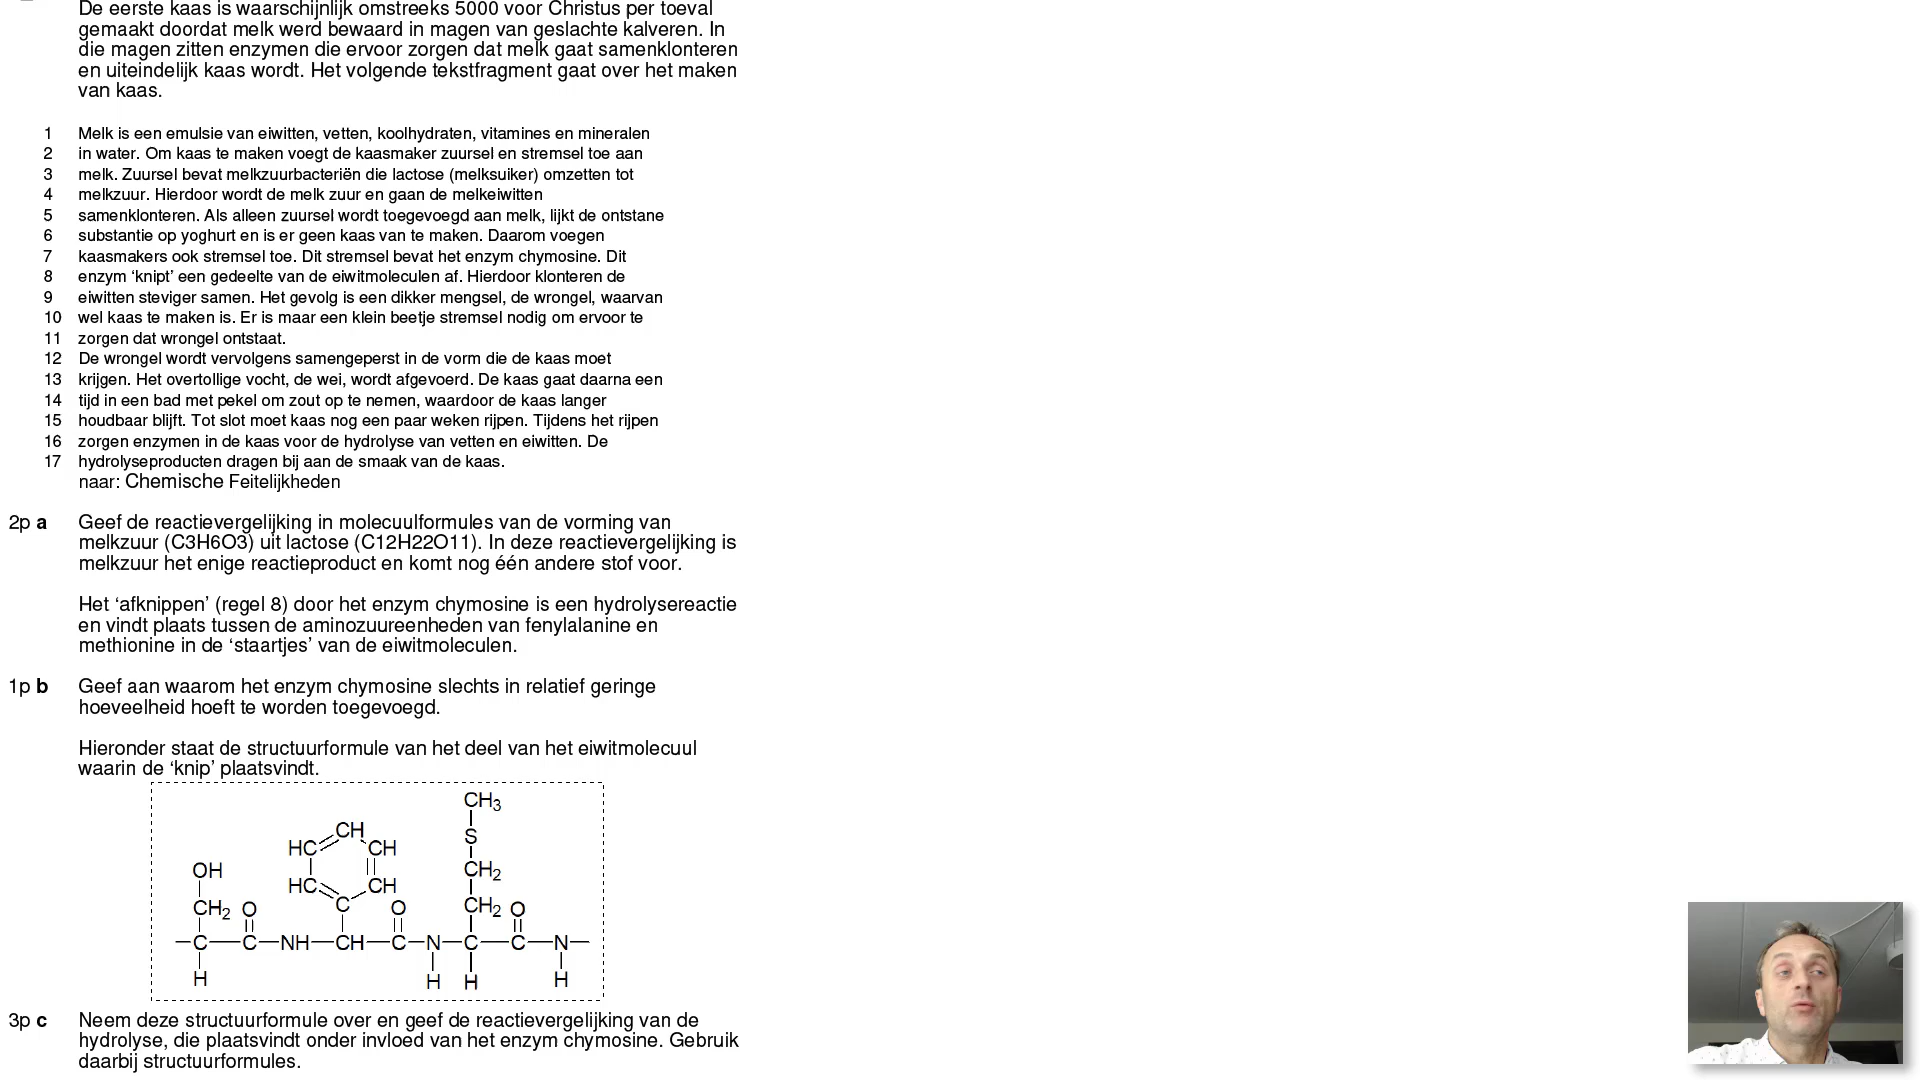 De eerste kaas is waarschijnlijk omstreeks 5000 voor Christus per toeval
gemaakt doordat melk werd bewaard in magen van geslachte kalveren. In
die magen zitten enzymen die ervoor zorgen dat melk gaat samenklonteren
en uiteindelijk kaas wordt. Het volgende tekstfragment gaat over het maken
van kaas.
1 Melk is een emulsie van eiwitten, vetten, koolhydraten, vitamines en mineralen
2 in water. Om kaas te maken voegt de kaasmaker zuursel en stremsel toe aan
3 melk. Zuursel bevat melkzuurbacteriën die lactose (melksuiker) omzetten tot
4 melkzuur. Hierdoor wordt de melk zuur en gaan de melkeiwitten
5 samenklonteren. Als alleen zuursel wordt toegevoegd aan melk, lijkt de ontstane
6 substantie op yoghurt en is er geen kaas van te maken. Daarom voegen
7 kaasmakers ook stremsel toe. Dit stremsel bevat het enzym chymosine. Dit
8 enzym ‘knipt’ een gedeelte van de eiwitmoleculen af. Hierdoor klonteren de
9 eiwitten steviger samen. Het gevolg is een dikker mengsel, de wrongel, waarvan
10 wel kaas te maken is. Er is maar een klein beetje stremsel nodig om ervoor te
11 zorgen dat wrongel ontstaat.
12 De wrongel wordt vervolgens samengeperst in de vorm die de kaas moet
13 krijgen. Het overtollige vocht, de wei, wordt afgevoerd. De kaas gaat daarna een
14 tijd in een bad met pekel om zout op te nemen, waardoor de kaas langer
15 houdbaar blijft. Tot slot moet kaas nog een paar weken rijpen. Tijdens het rijpen
16 zorgen enzymen in de kaas voor de hydrolyse van vetten en eiwitten. De
17 hydrolyseproducten dragen bij aan de smaak van de kaas.
naar: Chemische Feitelijkheden
2p a Geef de reactievergelijking in molecuulformules van de vorming van
melkzuur (C3H6O3) uit lactose (C12H22O11). In deze reactievergelijking is
melkzuur het enige reactieproduct en komt nog één andere stof voor.
Het ‘afknippen’ (regel 8) door het enzym chymosine is een hydrolysereactie
en vindt plaats tussen de aminozuureenheden van fenylalanine en
methionine in de ‘staartjes’ van de eiwitmoleculen.
1p b Geef aan waarom het enzym chymosine slechts in relatief geringe
hoeveelheid hoeft te worden toegevoegd.
Hieronder staat de structuurformule van het deel van het eiwitmolecuul
waarin de ‘knip’ plaatsvindt.
CH3
S
CH
HC CH
OH CH2
HC CH
CH2 O C O CH2 O
C C NH CH C N C C N
H H H H
3p c Neem deze structuurformule over en geef de reactievergelijking van de
hydrolyse, die plaatsvindt onder invloed van het enzym chymosine. Gebruik
daarbij structuurformules.